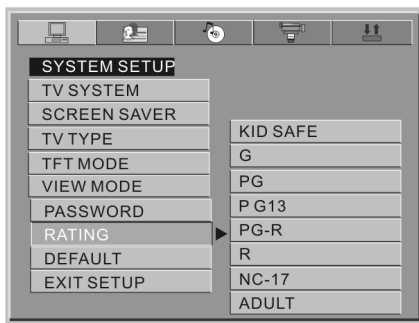 SYSTEM SETUP
TV SYSTEM
SCREEN SAVER
TV TYPE
TFT MODE
VIEW MODE
PASSWORD
RATING
DEFAULT
EXIT SETUP
KID SAFE
G
PG
P G13
PG-R
R
NC-17
ADULT